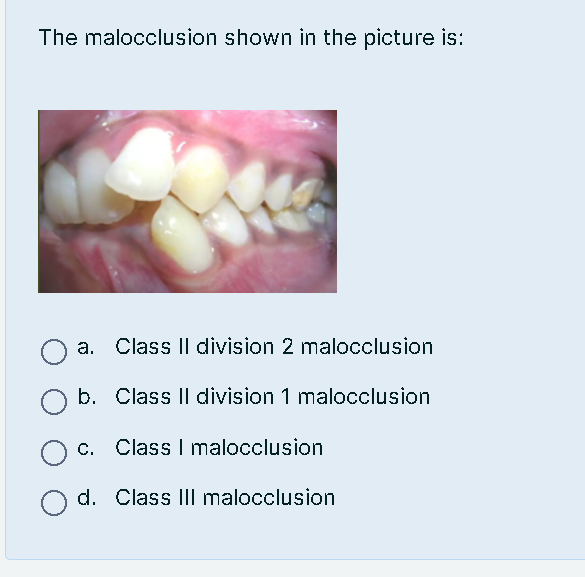 The malocclusion shown in the picture is:
a. Class II division 2 malocclusion
b. Class II division 1 malocclusion
c. Class I malocclusion
d. Class III malocclusion